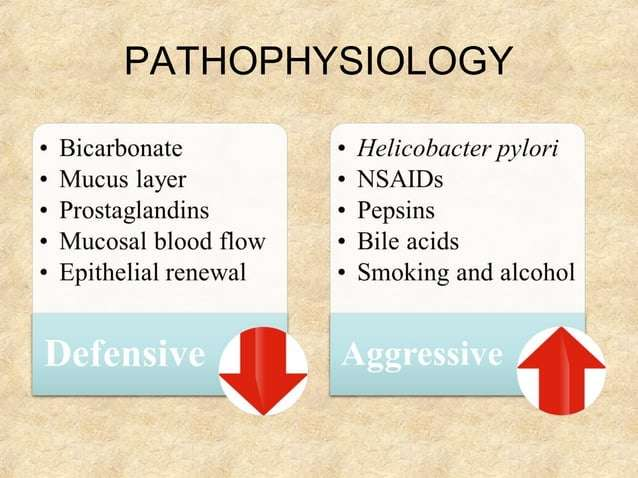 PATHOPHYSIOLOGY
• Bicarbonate
• Mucus layer
• Prostaglandins
• Mucosal blood flow
• Epithelial renewal
Defensive
• Helicobacter pylori
• NSAIDs
• Pepsins
• Bile acids
• Smoking and alcohol
Aggressive